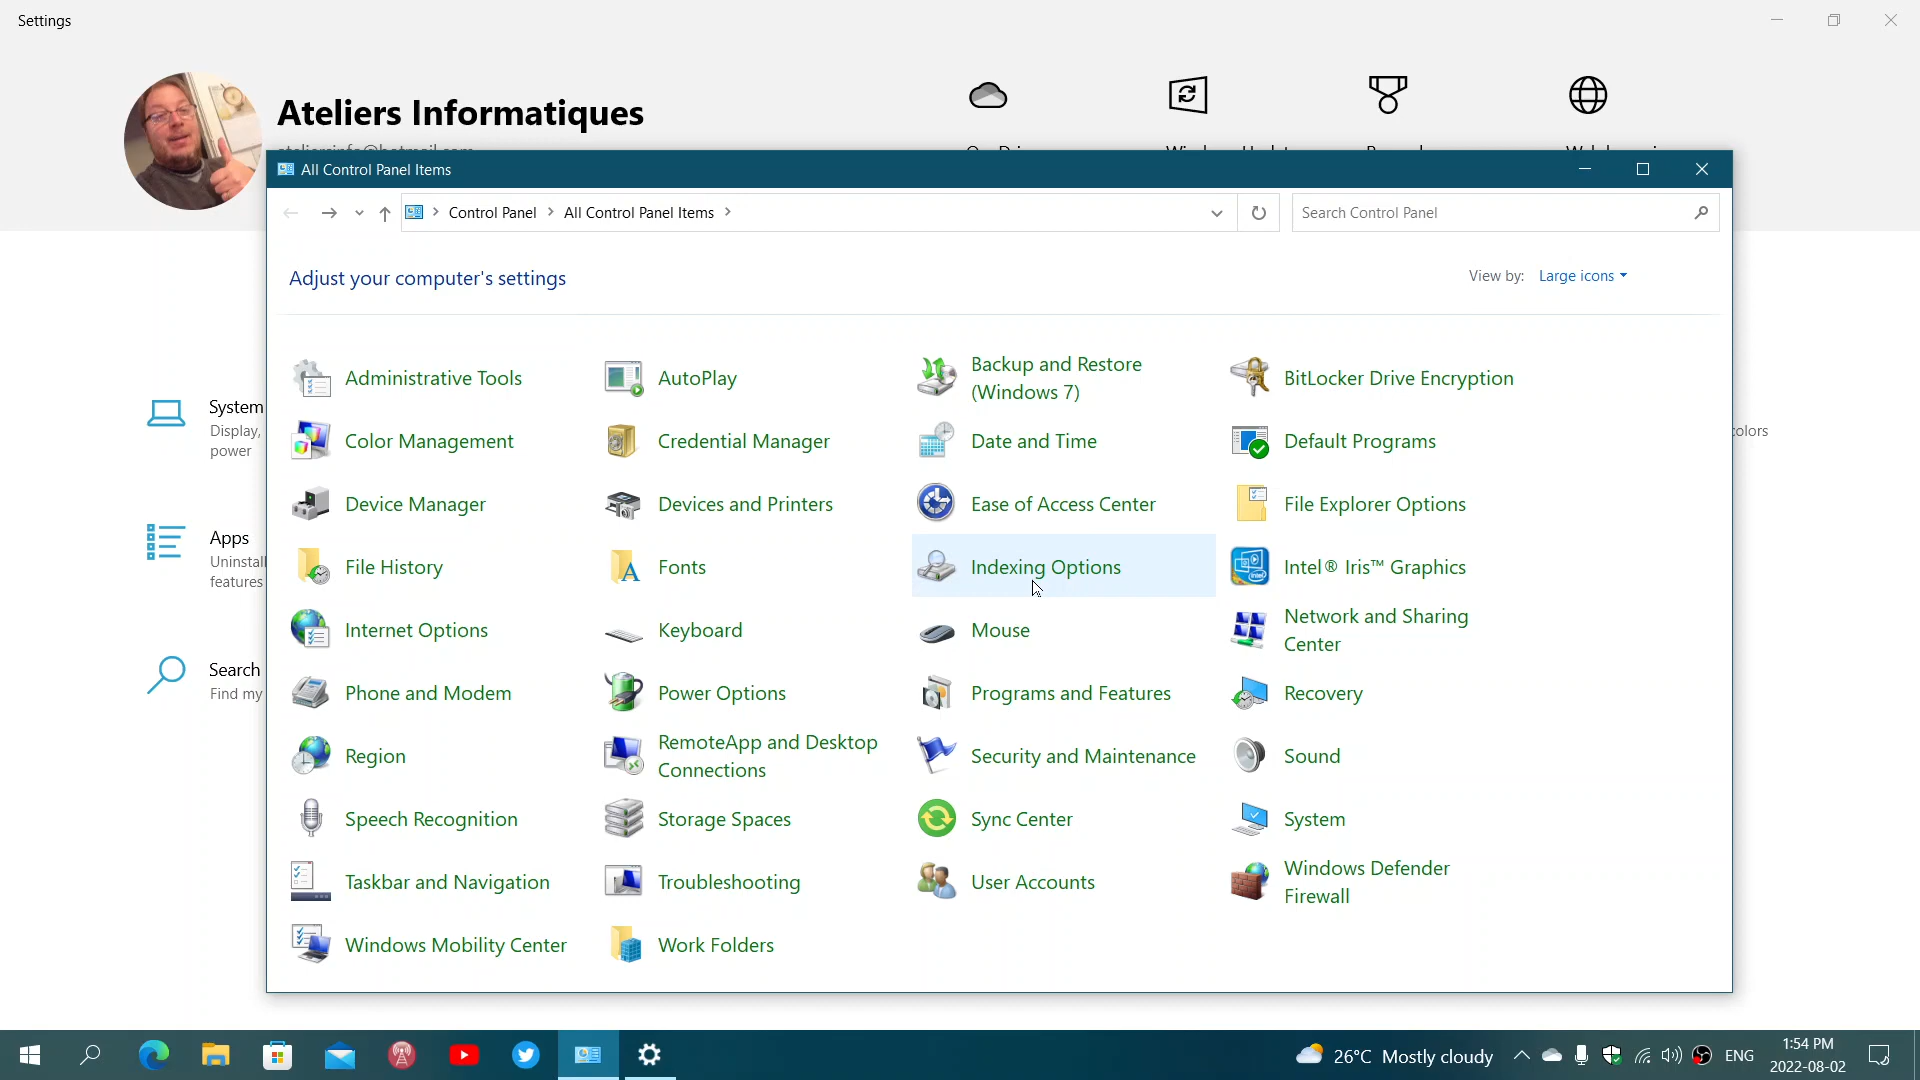 Settings
Ateliers Informatiques
All Control Panel Items
Control Panel
All Control Panel Items
Search Control Panel
Adjust your computer's settings
View by: Large icons
Administrative Tools
AutoPlay
Backup and Restore
(Windows 7)
BitLocker Drive Encryption
Color Management
Credential Manager
Date and Time
Default Programs
Device Manager
Devices and Printers
Ease of Access Center
File Explorer Options
File History
Fonts
Indexing Options
Intel® Iris™ Graphics
Internet Options
Keyboard
Mouse
Network and Sharing
Center
Phone and Modem
Power Options
Programs and Features
Recovery
Region
RemoteApp and Desktop
Connections
Security and Maintenance
Sound
Speech Recognition
Storage Spaces
Sync Center
System
Taskbar and Navigation
Troubleshooting
User Accounts
Windows Defender
Firewall
Windows Mobility Center
Work Folders
System
Display,
power
Apps
Uninstall
features
Search
Find my
colors
26°C Mostly cloudy
ENG
1:54 PM
2022-08-02